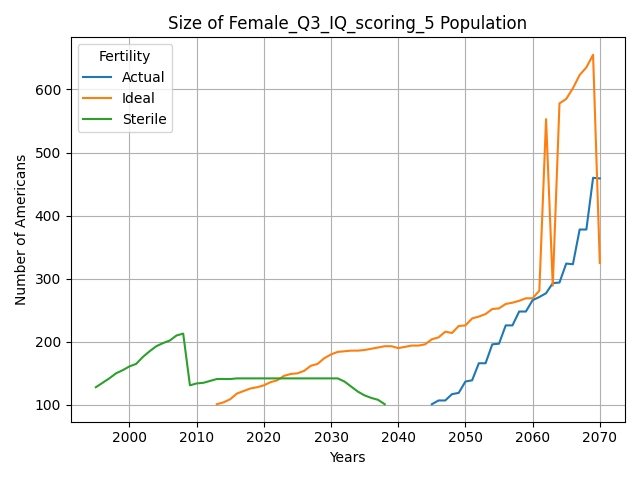 Size of Female_Q3_IQ_scoring_5 Population
Fertility
Actual
Ideal
Sterile
Number of Americans
600
500
400
300
200
100
2000 2010 2020 2030 2040 2050 2060 2070
Years